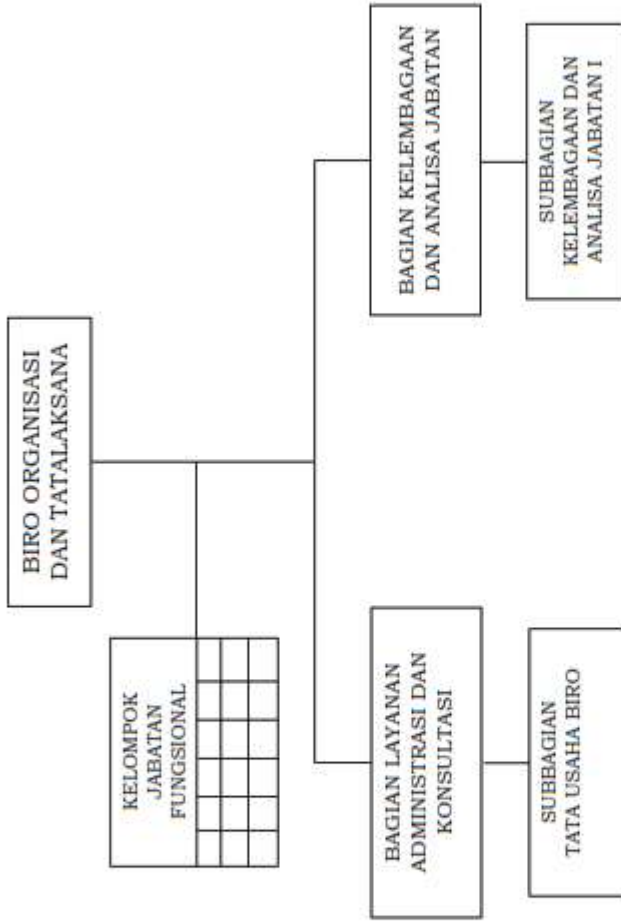 BIRO ORGANISASI
DAN TATALAKSANA
KELOMPOK
JABATAN
FUNGSIONAL
BAGIAN LAYANAN
ADMINISTRASI DAN
KONSULTASI
BAGIAN KELEMBAGAAN
DAN ANALISA JABATAN
SUBBAGIAN
TATA USAHA BIRO
SUBBAGIAN
KELEMBAGAAN DAN
ANALISA JABATAN I